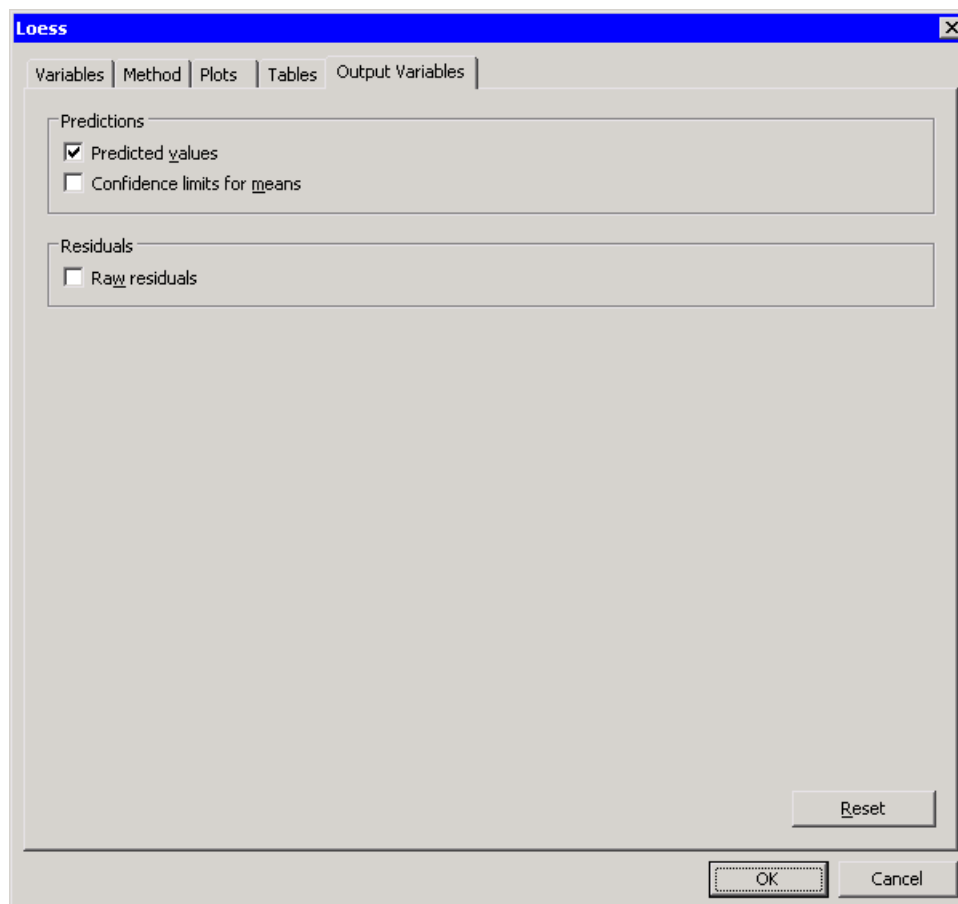 Loess
Variables Method Plots Tables Output Variables
Predictions
Predicted values
Confidence limits for means
Residuals
Raw residuals
Reset
OK Cancel